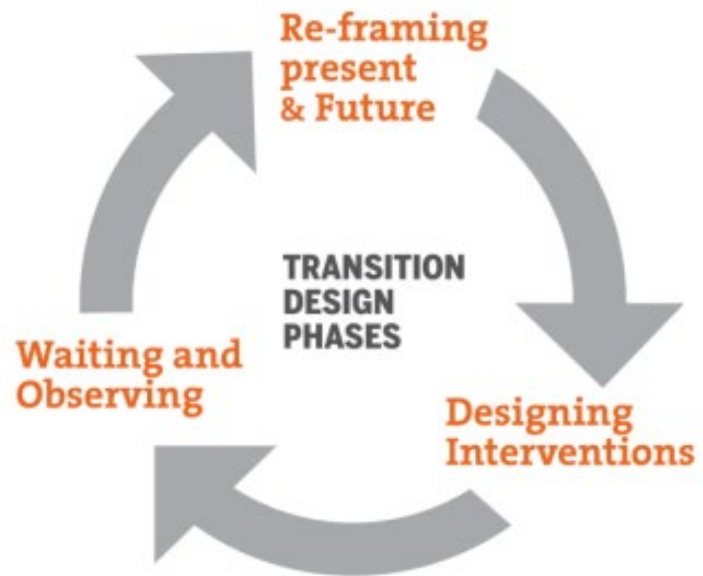 Re-framing
present
& Future
TRANSITION
DESIGN
PHASES
Waiting and
Observing
Designing
Interventions